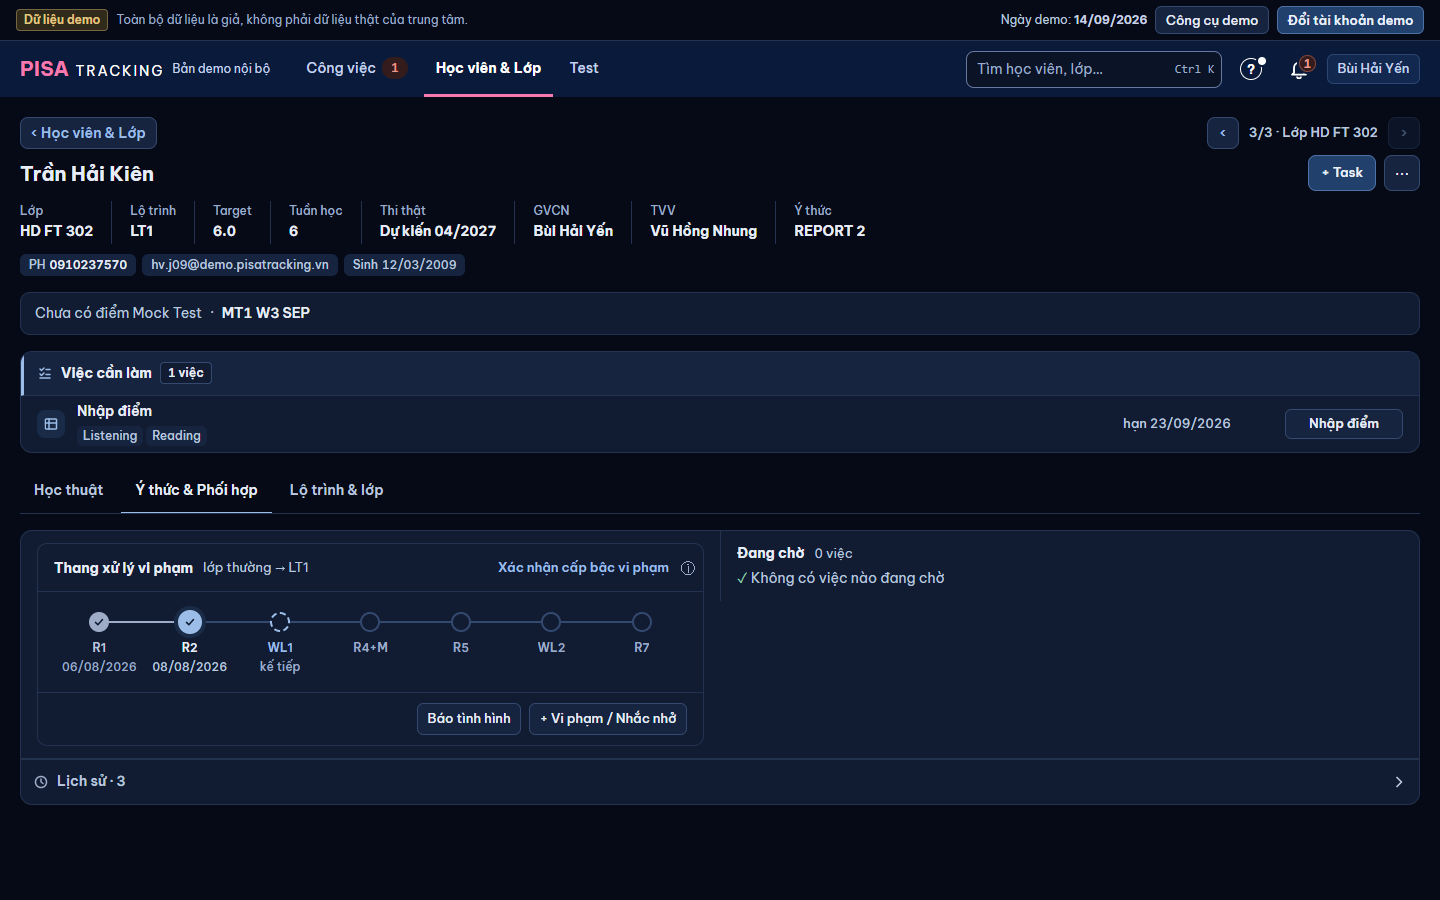 Dữ liệu demo Toàn bộ dữ liệu là giả, không phải dữ liệu thật của trung tâm. Ngày demo: 14/09/2026 Công cụ demo Đổi tài khoản demo
PISA TRACKING Bản demo nội bộ Công việc 1 Học viên & Lớp Test Tìm học viên, lớp... Ctrl K ? 1 Bùi Hải Yến
‹ Học viên & Lớp ‹ 3/3 · Lớp HD FT 302 ›
Trần Hải Kiên + Task ...
Lớp Lộ trình Target Tuần học Thi thật GVCN TVV Ý thức
HD FT 302 LT1 6.0 6 Dự kiến 04/2027 Bùi Hải Yến Vũ Hồng Nhung REPORT 2
PH 0910237570 hv.j09@demo.pisatracking.vn Sinh 12/03/2009
Chưa có điểm Mock Test · MT1 W3 SEP
Việc cần làm 1 việc
Nhập điểm
Listening Reading hạn 23/09/2026 Nhập điểm
Học thuật Ý thức & Phối hợp Lộ trình & lớp
Thang xử lý vi phạm lớp thường → LT1 Xác nhận cấp bậc vi phạm ⓘ
R1 R2 WL1 R4+M R5 WL2 R7
06/08/2026 08/08/2026 kế tiếp
Báo tình hình + Vi phạm / Nhắc nhở
Đang chờ 0 việc
✓ Không có việc nào đang chờ
Lịch sử · 3